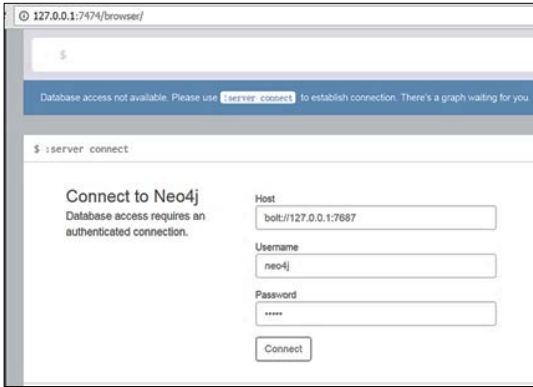 127.0.0.1:7474/browser/
$
Database access not available. Please use :server connect to establish connection. There's a graph waiting for you.
$ :server connect
Connect to Neo4j
Database access requires an
authenticated connection.
Host
bolt://127.0.0.1:7687
Username
neo4j
Password
•••••
Connect